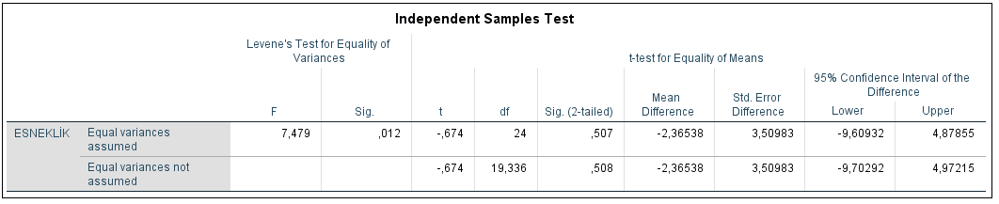 Independent Samples Test
Levene's Test for Equality of
Variances
t-test for Equality of Means
95% Confidence Interval of the
Difference
F Sig. t df Sig. (2-tailed) Mean Difference Std. Error Difference Lower Upper
ESNEKLİK Equal variances assumed 7,479 ,012 -,674 24 ,507 -2,36538 3,50983 -9,60932 4,87855
Equal variances not assumed -,674 19,336 ,508 -2,36538 3,50983 -9,70292 4,97215